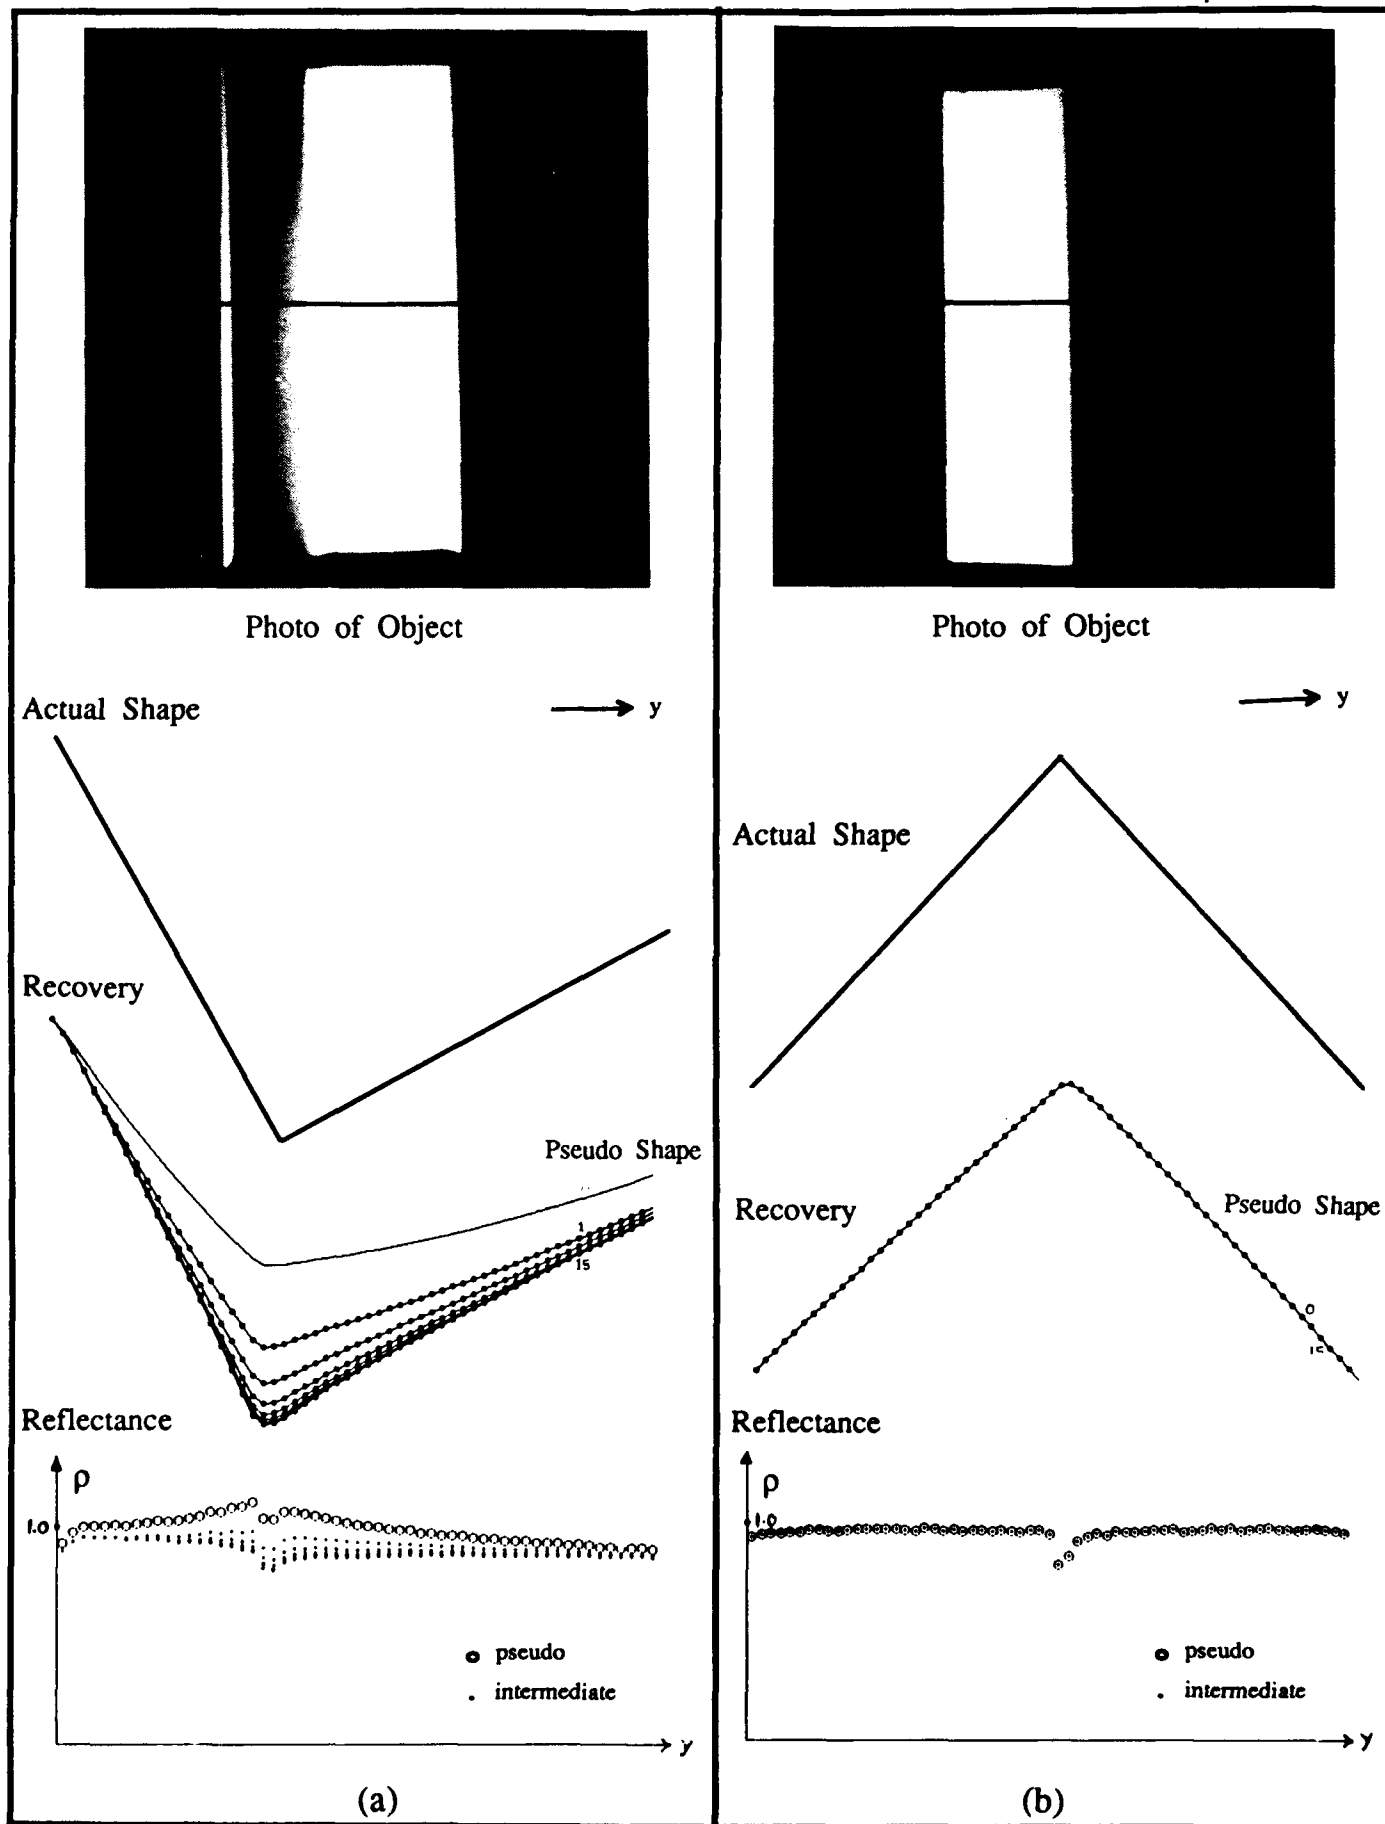 Photo of Object
Actual Shape
y
Recovery
Pseudo Shape
1
15
Reflectance
ρ
1.0
pseudo
intermediate
y
(a)
Photo of Object
y
Actual Shape
Recovery
Pseudo Shape
0
15
Reflectance
ρ
1.0
pseudo
intermediate
y
(b)